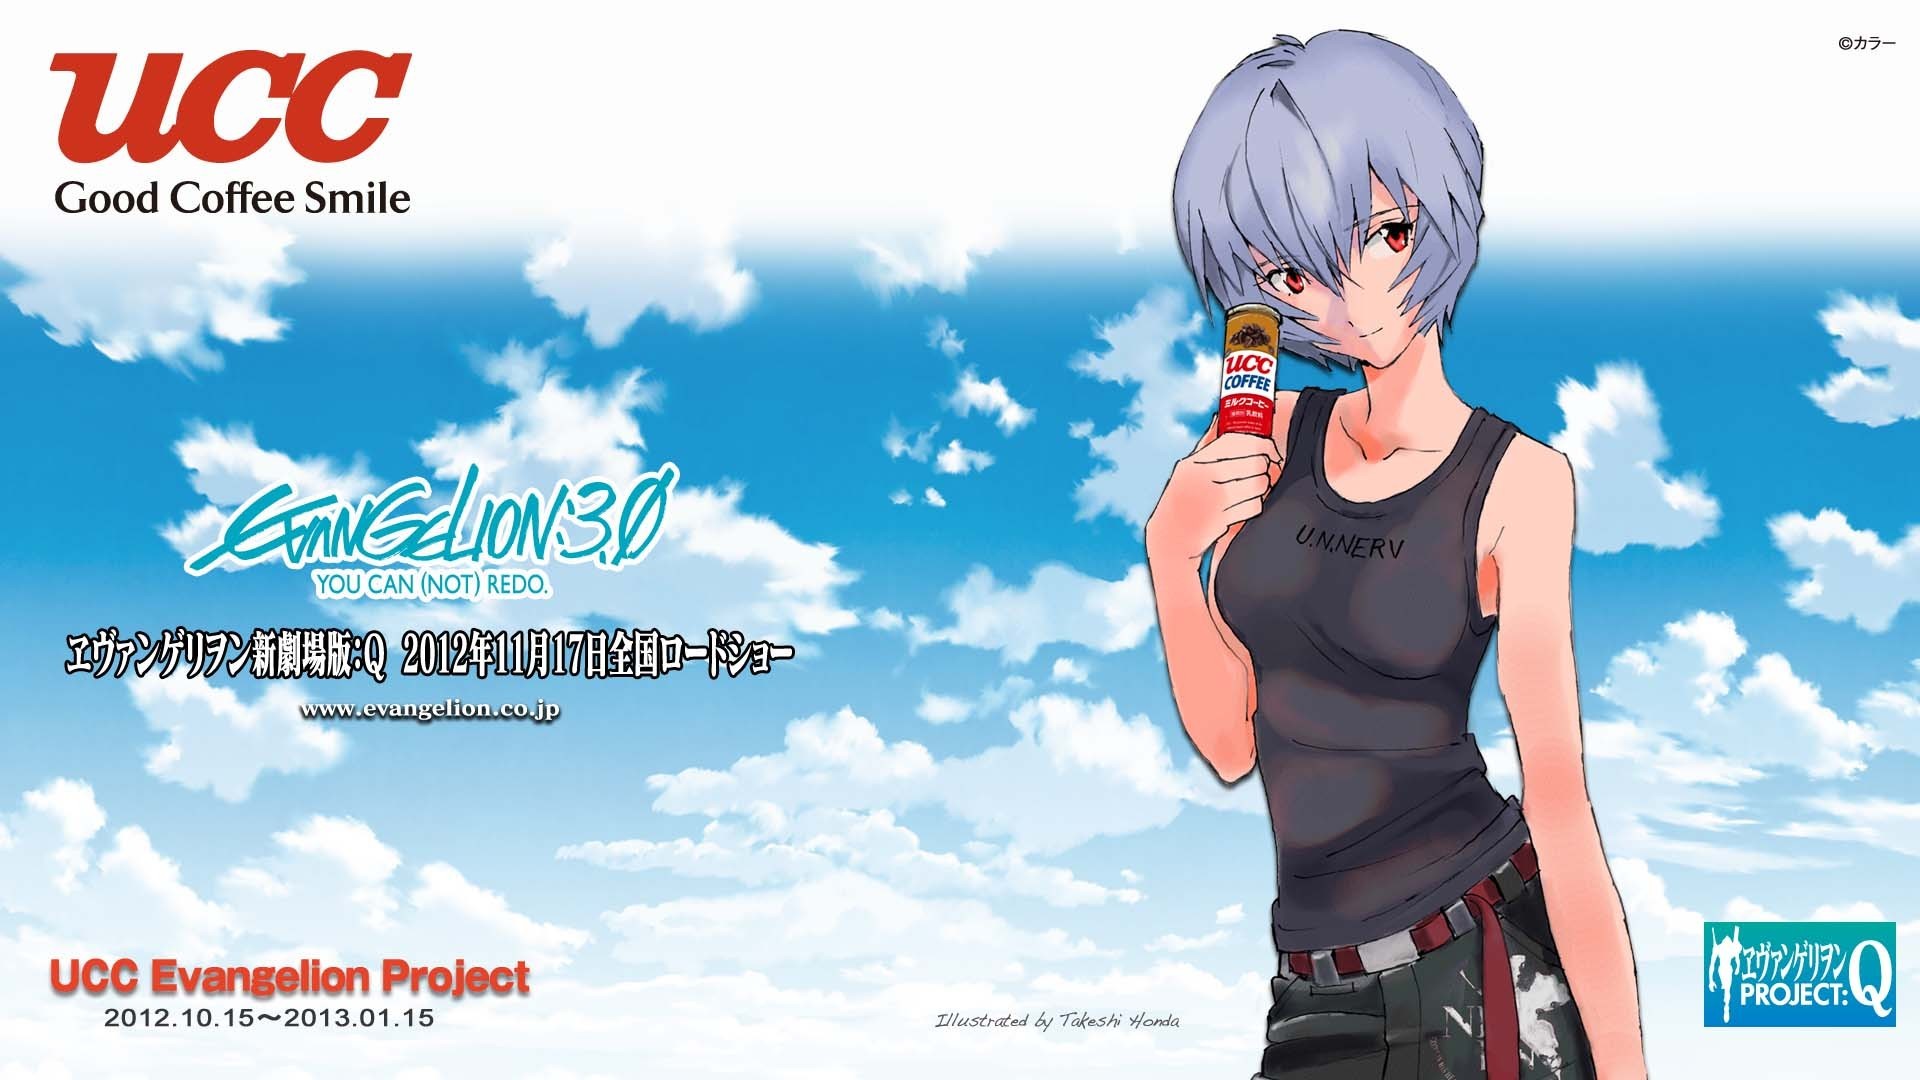 ucc
Good Coffee Smile
©カラー
UCC
COFFEE
ミルクコーヒー
乳飲料
EVANGELION:3.0
YOU CAN (NOT) REDO.
ヱヴァンゲリヲン新劇場版:Q 2012年11月17日全国ロードショー
www.evangelion.co.jp
U.N.NERV
UCC Evangelion Project
2012.10.15～2013.01.15
Illustrated by Takeshi Honda
ヱヴァンゲリヲン
PROJECT:Q